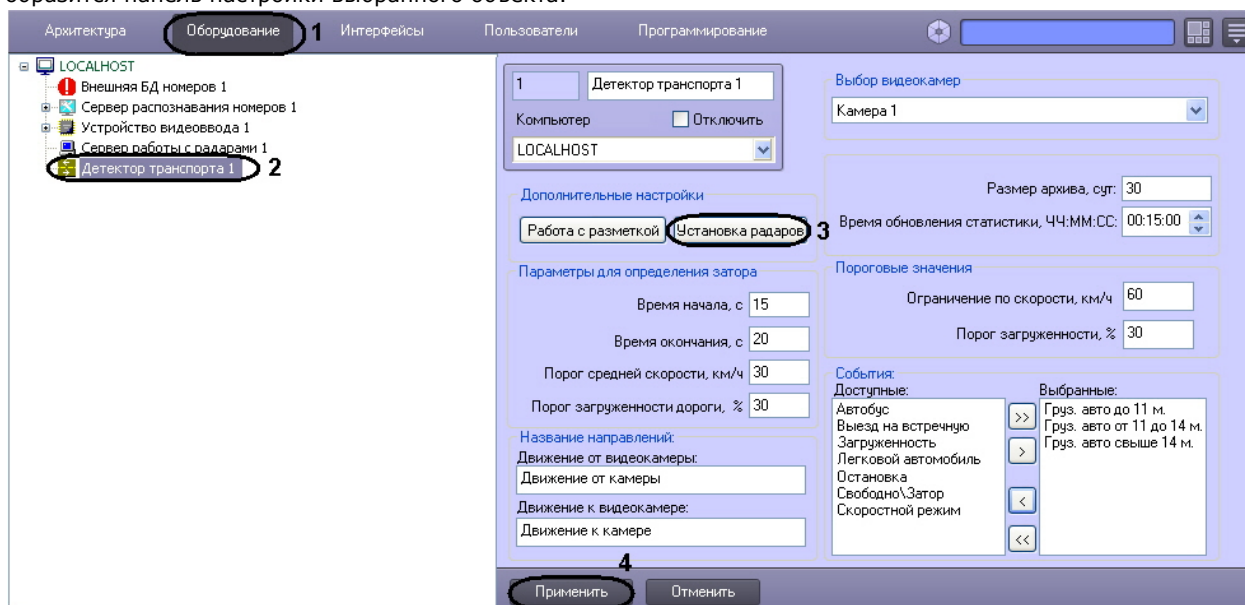 образится панель настройки выбранного объекта.
Архитектура Оборудование 1 Интерфейсы Пользователи Программирование
LOCALHOST
Внешняя БД номеров 1
Сервер распознавания номеров 1
Устройство видеоввода 1
Сервер работы с радарами 1
Детектор транспорта 1 2
1 Детектор транспорта 1
Компьютер Отключить
LOCALHOST
Дополнительные настройки
Работа с разметкой Установка радаров 3
Параметры для определения затора
Время начала, с 15
Время окончания, с 20
Порог средней скорости, км/ч 30
Порог загруженности дороги, % 30
Название направлений:
Движение от видеокамеры:
Движение от камеры
Движение к видеокамере:
Движение к камере
Выбор видеокамер
Камера 1
Размер архива, сут: 30
Время обновления статистики, ЧЧ:ММ:СС: 00:15:00
Пороговые значения
Ограничение по скорости, км/ч 60
Порог загруженности, % 30
События:
Доступные:
Автобус
Выезд на встречную
Загруженность
Легковой автомобиль
Остановка
Свободно\Затор
Скоростной режим
>>
>
<
<<
Выбранные:
Груз. авто до 11 м.
Груз. авто от 11 до 14 м.
Груз. авто свыше 14 м.
4
Применить Отменить